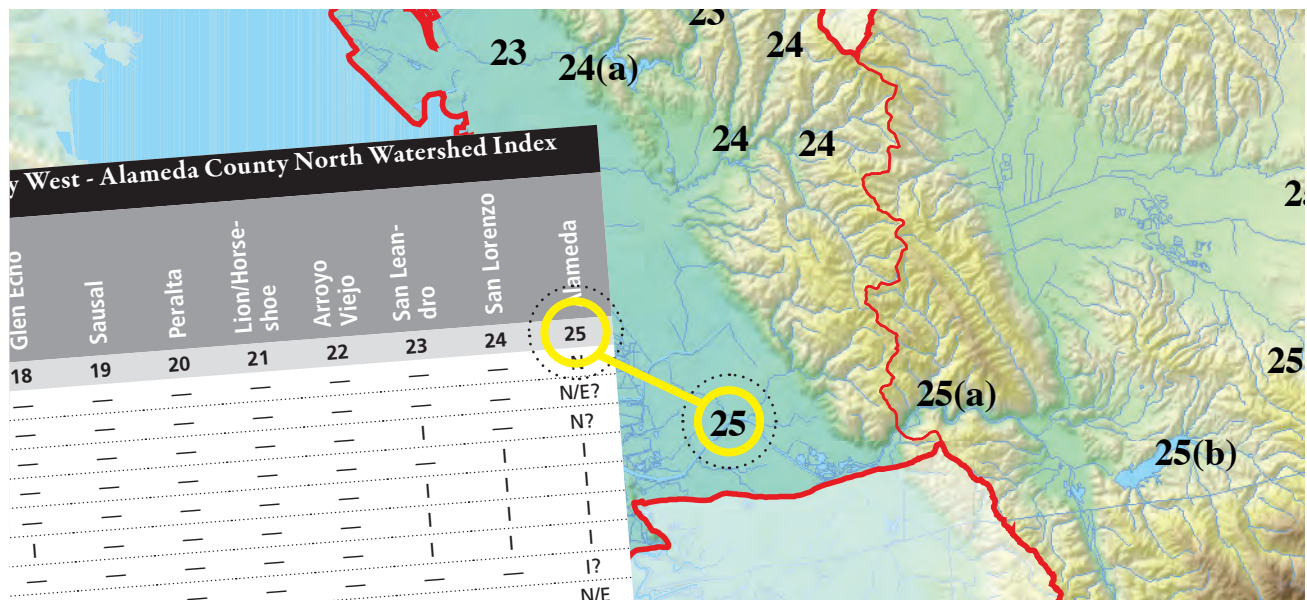 23
24
24(a)
24
24
y West - Alameda County North Watershed Index
Glen Echo
Sausal
Peralta
Lion/Horse-
shoe
Arroyo
Viejo
San Lean-
dro
San Lorenzo
lameda
18 19 20 21 22 23 24 25
— — — — — — — N
— — — — — — — N/E?
— — — — — I — N?
— — — — — — I I
— — — — I I I I
I — — — — I I I
— — — — — I I I
— — — — I?
N/E
25
25(a)
25(b)
25